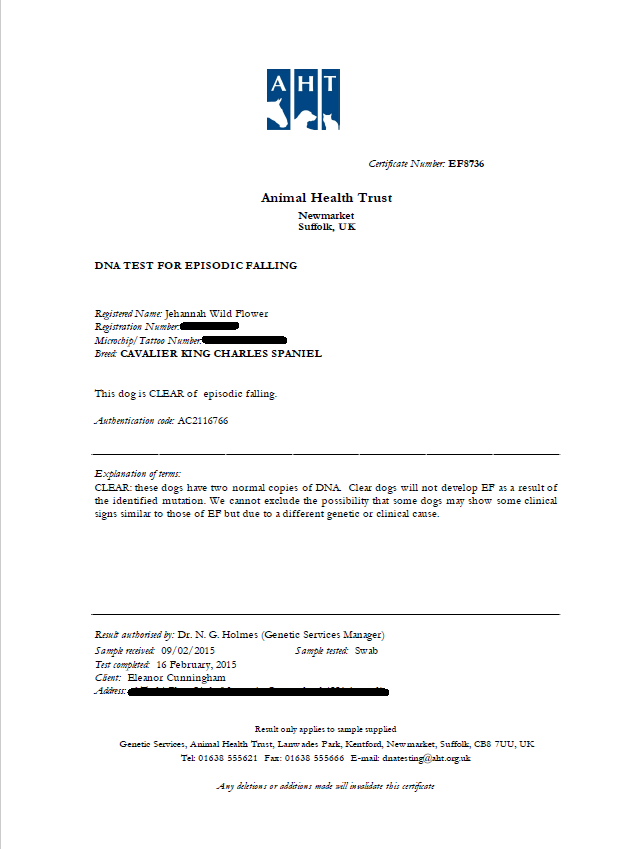 AHT
Certificate Number: EF8736
Animal Health Trust
Newmarket
Suffolk, UK
DNA TEST FOR EPISODIC FALLING
Registered Name: Jehannah Wild Flower
Registration Number:
Microchip/Tattoo Number:
Breed: CAVALIER KING CHARLES SPANIEL
This dog is CLEAR of episodic falling.
Authentication code: AC2116766
Explanation of terms:
CLEAR: these dogs have two normal copies of DNA. Clear dogs will not develop EF as a result of
the identified mutation. We cannot exclude the possibility that some dogs may show some clinical
signs similar to those of EF but due to a different genetic or clinical cause.
Result authorised by: Dr. N. G. Holmes (Genetic Services Manager)
Sample received: 09/02/2015 Sample tested: Swab
Test completed: 16 February, 2015
Client: Eleanor Cunningham
Address:
Result only applies to sample supplied
Genetic Services, Animal Health Trust, Lanwades Park, Kentford, Newmarket, Suffolk, CB8 7UU, UK
Tel: 01638 555621 Fax: 01638 555666 E-mail: dnatesting@aht.org.uk
Any deletions or additions made will invalidate this certificate